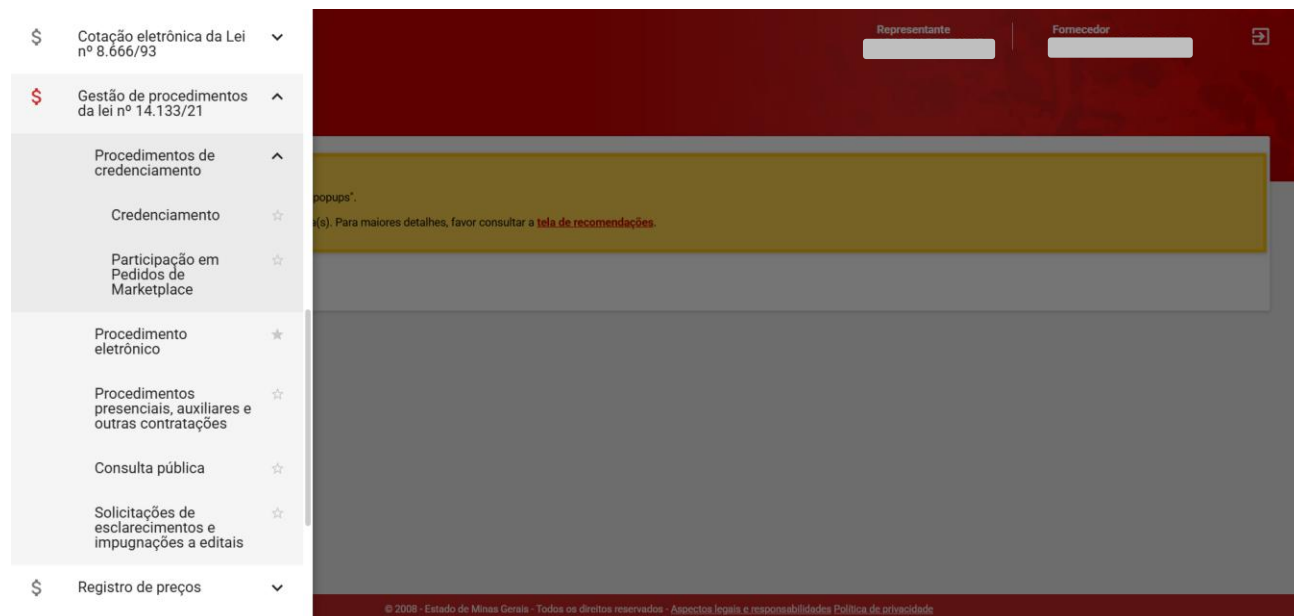 Cotação eletrônica da Lei
nº 8.666/93
Gestão de procedimentos
da lei nº 14.133/21
Procedimentos de
credenciamento
Credenciamento
Participação em
Pedidos de
Marketplace
Procedimento
eletrônico
Procedimentos
presenciais, auxiliares e
outras contratações
Consulta pública
Solicitações de
esclarecimentos e
impugnações a editais
Registro de preços
Representante
Fornecedor
popups".
(s). Para maiores detalhes, favor consultar a tela de recomendações.
© 2008 - Estado de Minas Gerais - Todos os direitos reservados - Aspectos legais e responsabilidades Política de privacidade